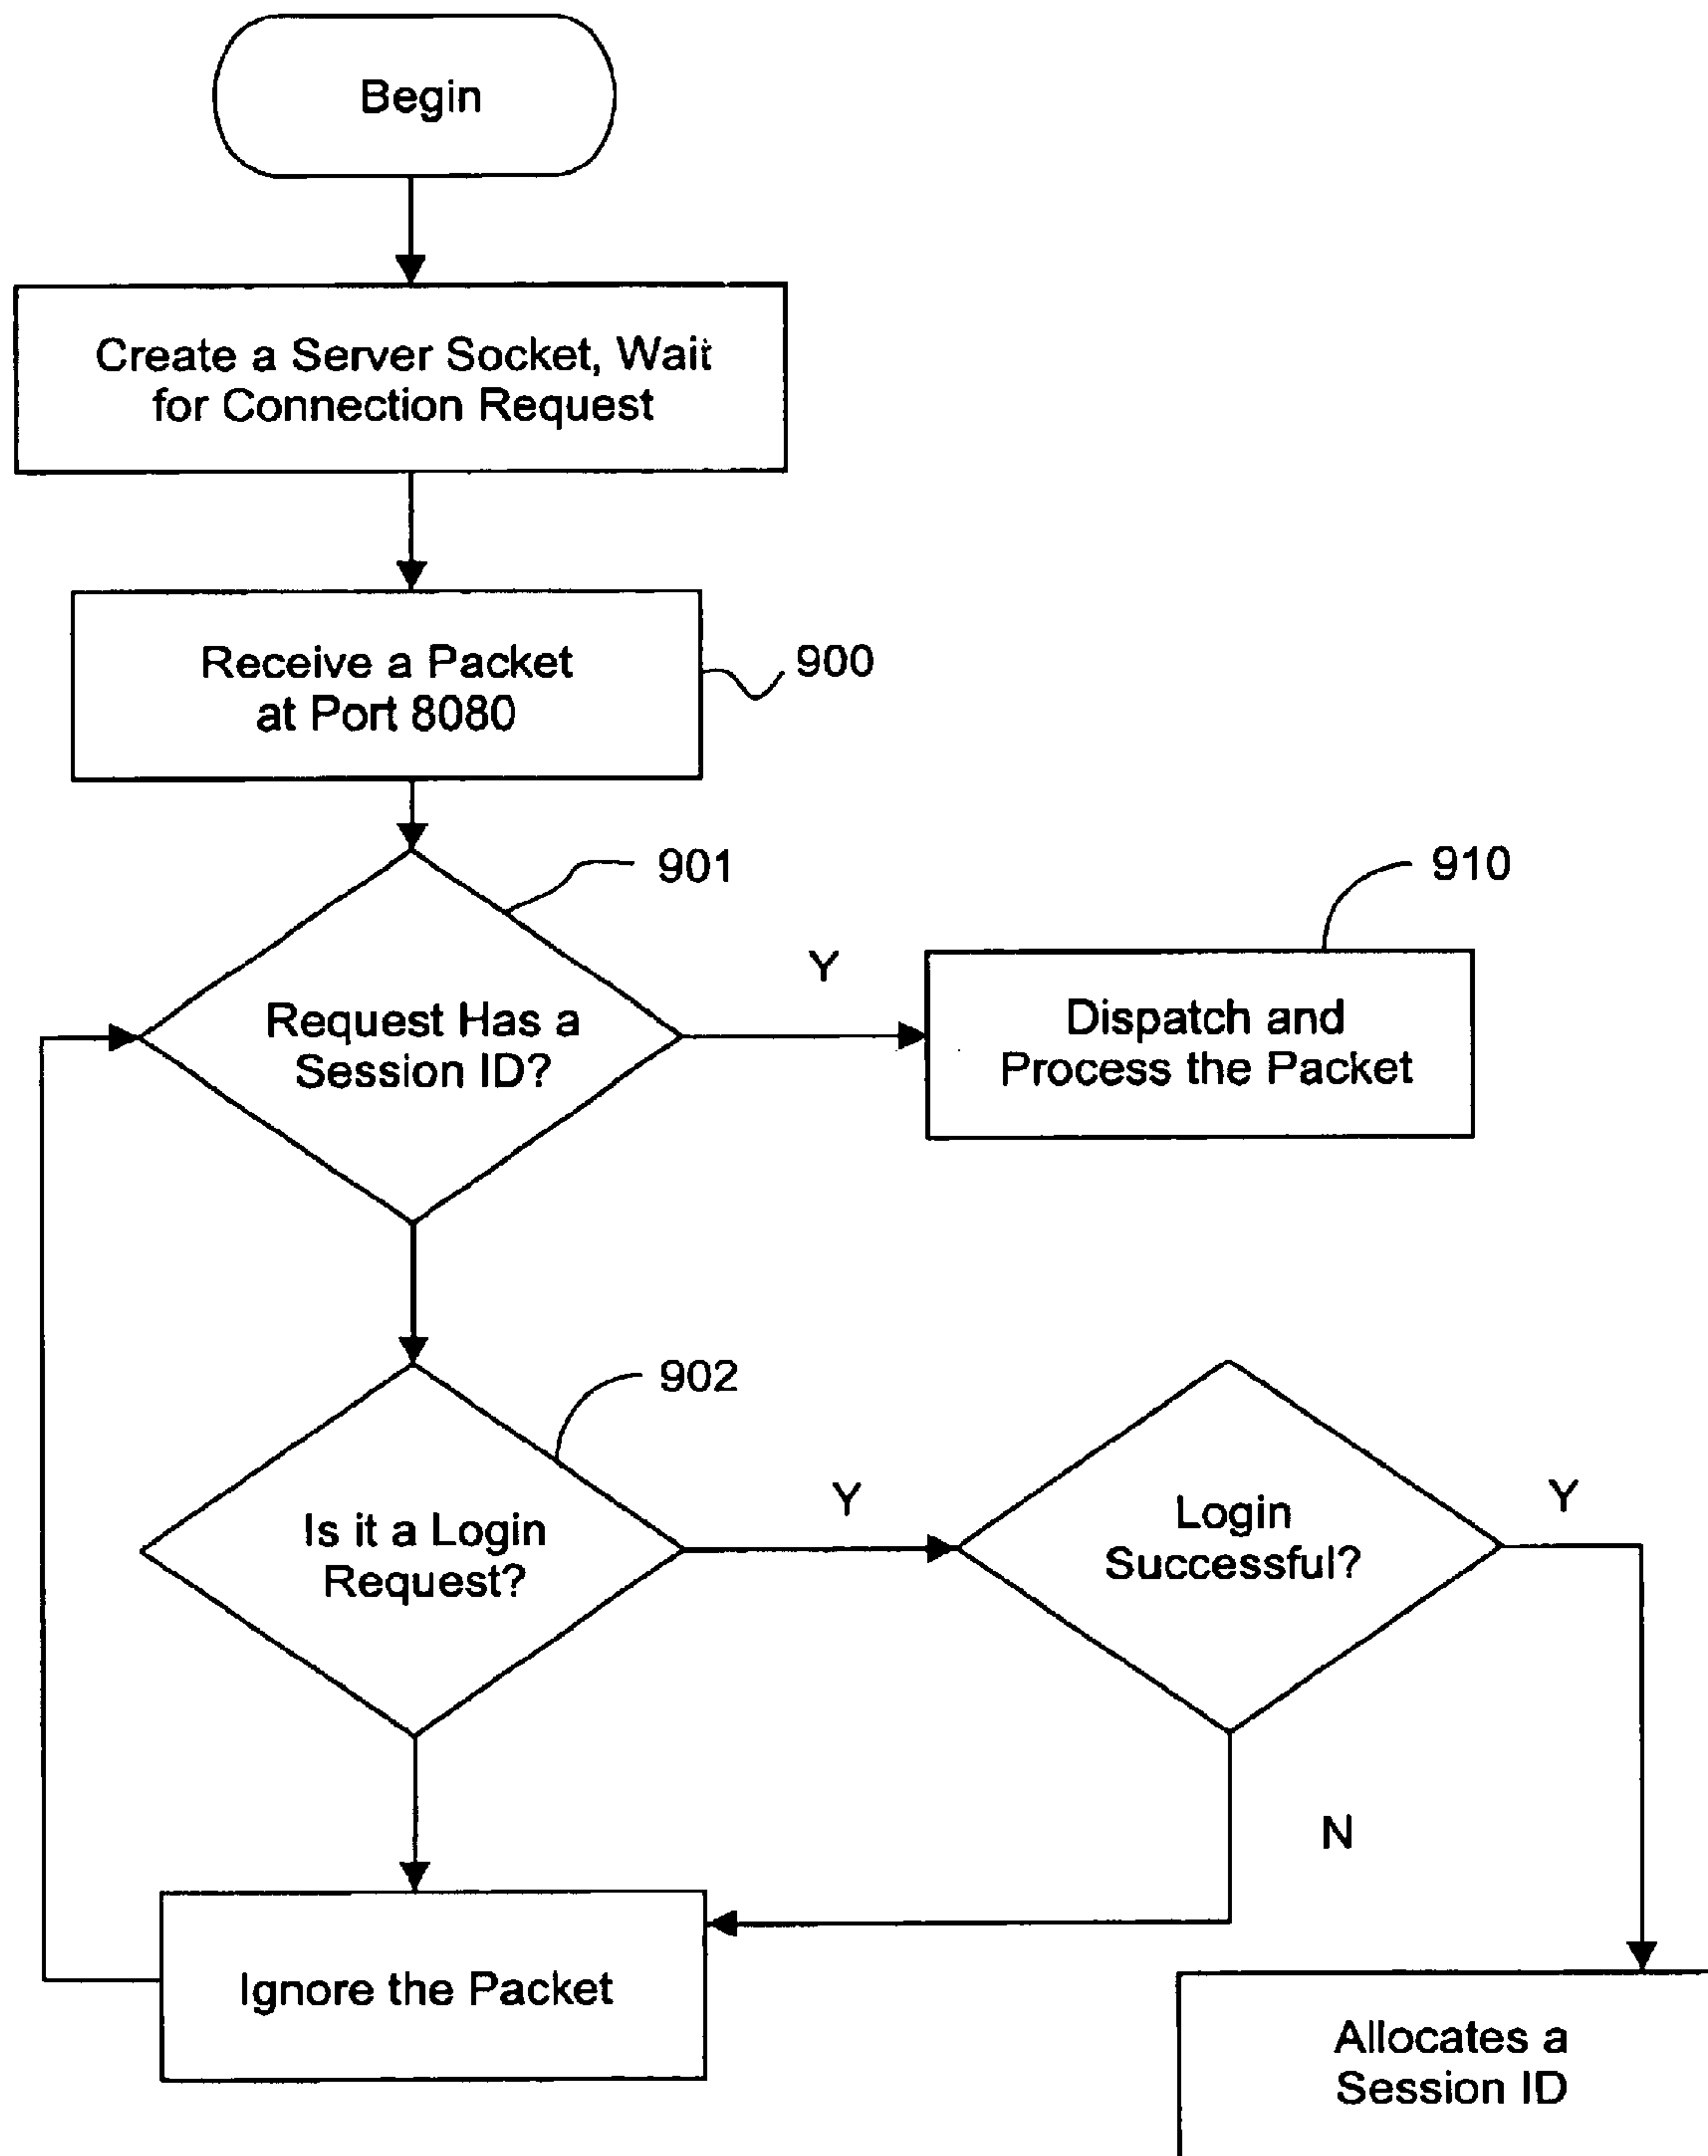 Begin
Create a Server Socket, Wait
for Connection Request
Receive a Packet
at Port 8080
900
901
910
Request Has a
Session ID?
Y
Dispatch and
Process the Packet
902
Is it a Login
Request?
Y
Login
Successful?
Y
N
Ignore the Packet
Allocates a
Session ID